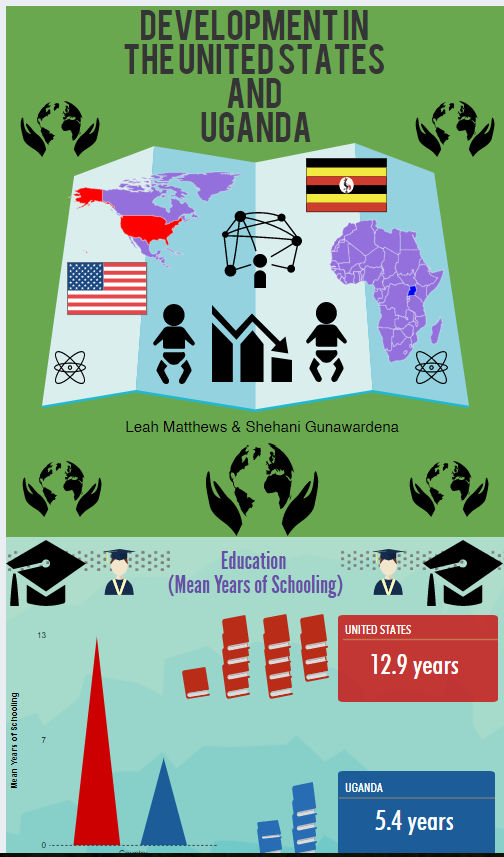 DEVELOPMENT IN
THE UNITED STATES
AND
UGANDA
Leah Matthews & Shehani Gunawardena
Education
(Mean Years of Schooling)
13
UNITED STATES
12.9 years
Mean Years of Schooling
7
UGANDA
5.4 years
0